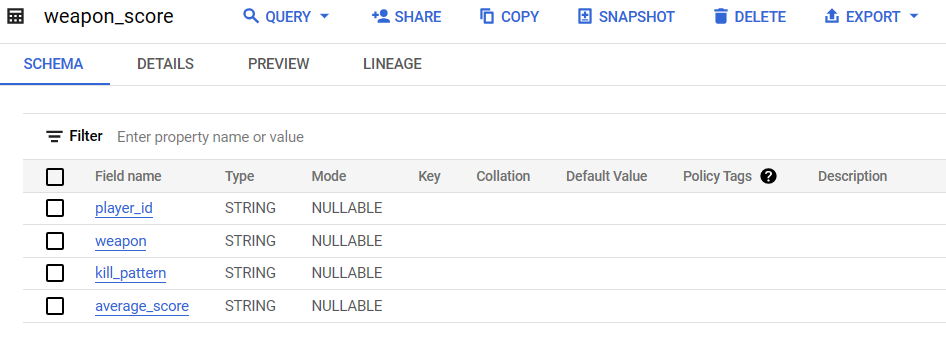 weapon_score QUERY SHARE COPY SNAPSHOT DELETE EXPORT
SCHEMA DETAILS PREVIEW LINEAGE
Filter Enter property name or value
Field name Type Mode Key Collation Default Value Policy Tags ? Description
player_id STRING NULLABLE
weapon STRING NULLABLE
kill_pattern STRING NULLABLE
average_score STRING NULLABLE